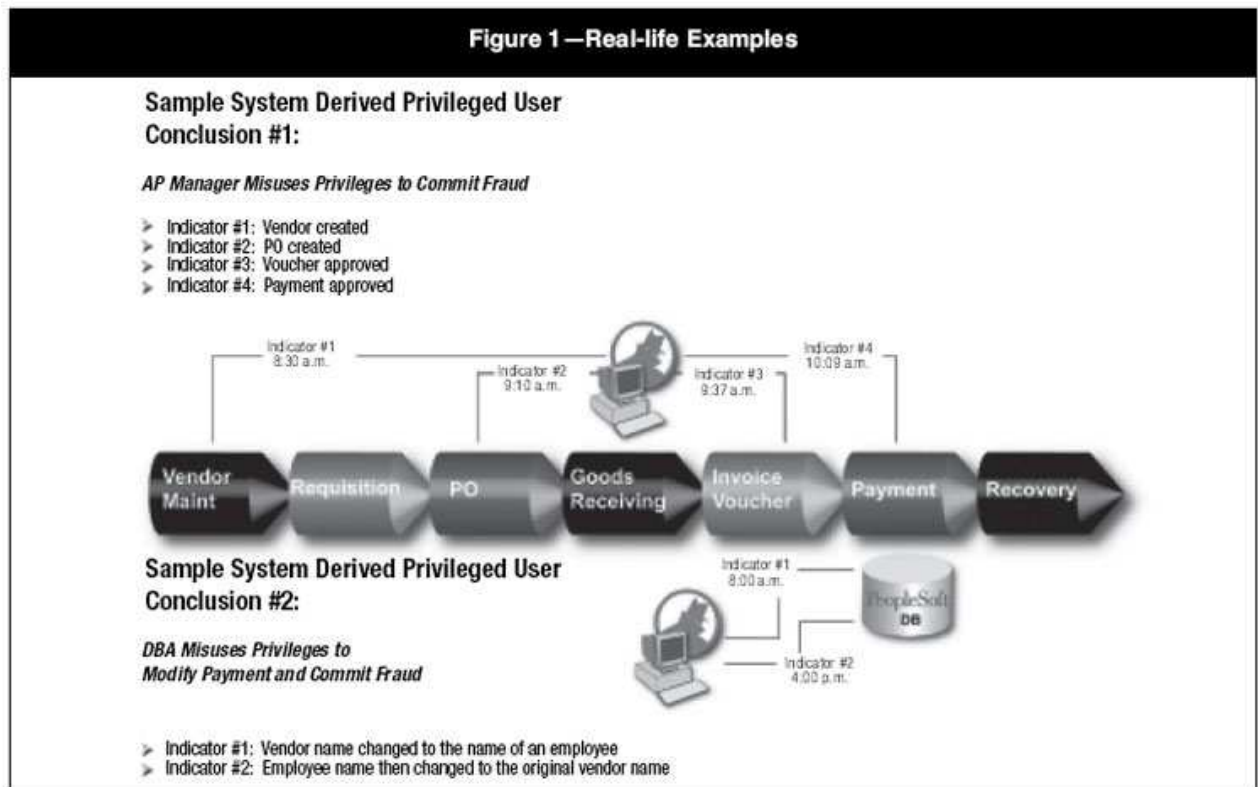 Figure 1—Real-life Examples
Sample System Derived Privileged User
Conclusion #1:
AP Manager Misuses Privileges to Commit Fraud
➤ Indicator #1: Vendor created
➤ Indicator #2: PO created
➤ Indicator #3: Voucher approved
➤ Indicator #4: Payment approved
Indicator #1
8:30 a.m.
Indicator #2
9:10 a.m.
Indicator #3
9:37 a.m.
Indicator #4
10:09 a.m.
Vendor
Maint
Requisition
PO
Goods
Receiving
Invoice
Voucher
Payment
Recovery
Sample System Derived Privileged User
Conclusion #2:
DBA Misuses Privileges to
Modify Payment and Commit Fraud
Indicator #1
8:00 a.m.
PeopleSoft
DB
Indicator #2
4:00 p.m.
➤ Indicator #1: Vendor name changed to the name of an employee
➤ Indicator #2: Employee name then changed to the original vendor name